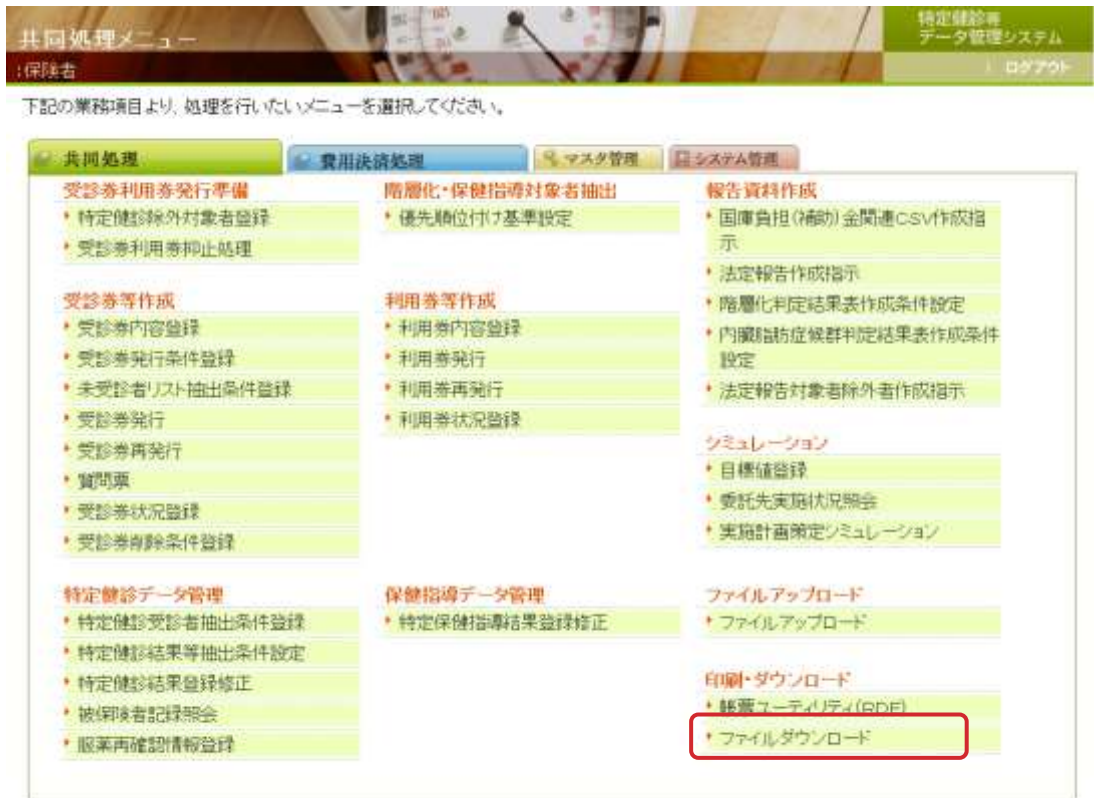 共同処理メニュー
特定健診等
データ管理システム
:保険者
ログアウト
下記の業務項目より、処理を行いたいメニューを選択してください。
共同処理
費用決済処理
マスタ管理
システム管理
受診券利用券発行準備
・特定健診除外対象者登録
・受診券利用券抑止処理
受診券等作成
・受診券内容登録
・受診券発行条件登録
・未受診者リスト抽出条件登録
・受診券発行
・受診券再発行
・質問票
・受診券状況登録
・受診券削除条件登録
特定健診データ管理
・特定健診受診者抽出条件登録
・特定健診結果等抽出条件設定
・特定健診結果登録修正
・被保険者記録照会
・服薬再確認情報登録
階層化・保健指導対象者抽出
・優先順位付け基準設定
利用券等作成
・利用券内容登録
・利用券発行
・利用券再発行
・利用券状況登録
保健指導データ管理
・特定保健指導結果登録修正
報告資料作成
・国庫負担(補助)金関連CSV作成指
示
・法定報告作成指示
・階層化判定結果表作成条件設定
・内臓脂肪症候群判定結果表作成条件
設定
・法定報告対象者除外者作成指示
シミュレーション
・目標値登録
・委託先実施状況照会
・実施計画策定シミュレーション
ファイルアップロード
・ファイルアップロード
印刷・ダウンロード
・帳票ユーティリティ(RDE)
・ファイルダウンロード